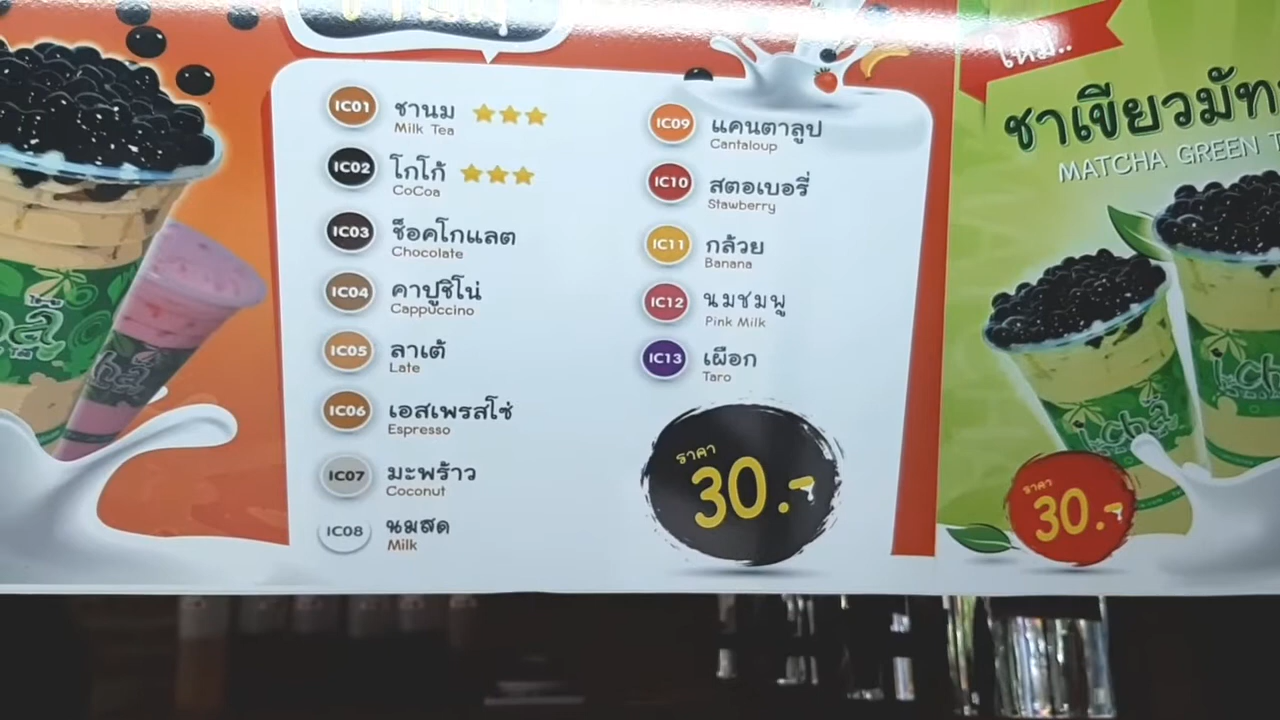 IC01 ชานม
Milk Tea
IC02 โกโก้
CoCoa
IC03 ช็อคโกแลต
Chocolate
IC04 คาปูชิโน่
Cappuccino
IC05 ลาเต้
Late
IC06 เอสเพรสโซ่
Espresso
IC07 มะพร้าว
Coconut
IC08 นมสด
Milk
IC09 แคนตาลูป
Cantaloup
IC10 สตอเบอรี่
Stawberry
IC11 กล้วย
Banana
IC12 นมชมพู
Pink Milk
IC13 เผือก
Taro
ราคา
30.-
ใหม่..
ชาเขียวมัท
MATCHA GREEN T
i-cha
i-cha
ราคา
30.-